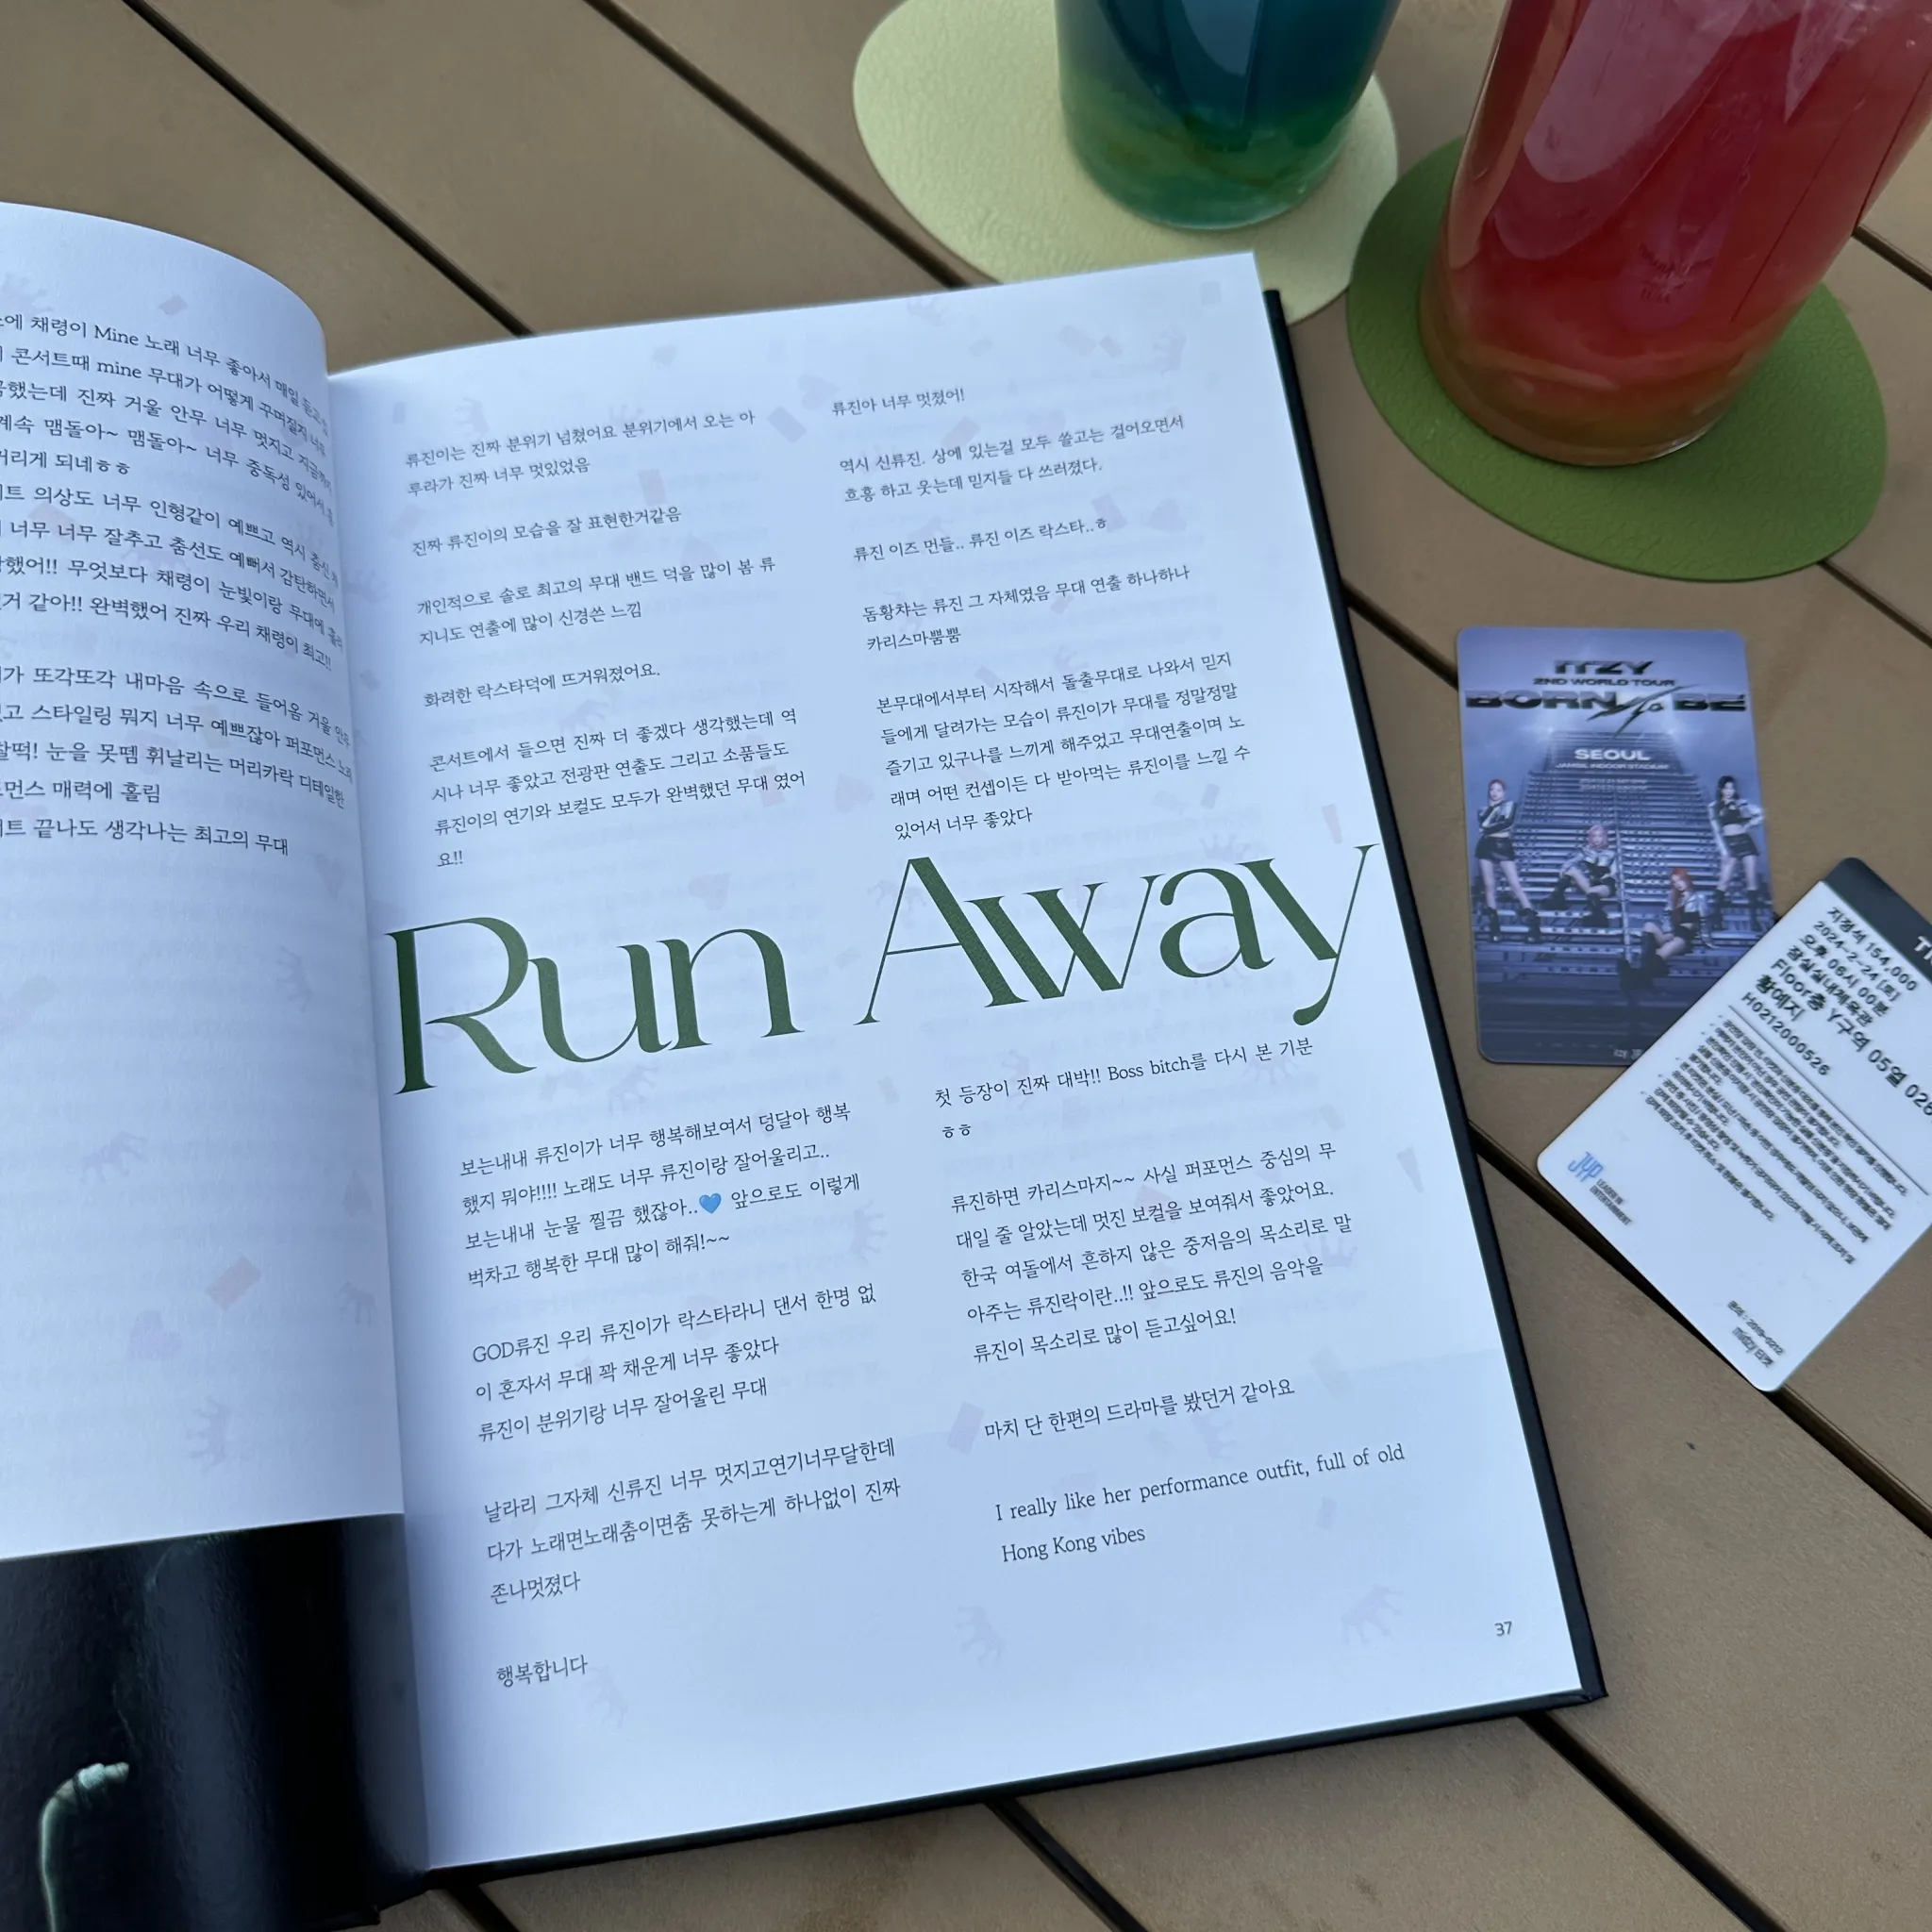 에 채령이 Mine 노래 너무 좋아서 매일
콘서트때 mine 무대가 어떻게 꾸며질지 너무
했는데 진짜 거울 안무 너무 멋지고
계속 맴돌아~ 맴돌아~ 너무 중독성 있어서
거리게 되네ㅎㅎ
트 의상도 너무 인형같이 예쁘고 역시 춤신
너무 너무 잘추고 춤선도 예뻐서 감탄하면서
했어!! 무엇보다 채령이 눈빛이랑 무대에
거 같아!! 완벽했어 진짜 우리 채령이 최고!!
가 또각또각 내마음 속으로 들어옴 거울 안무
고 스타일링 뭐지 너무 예쁘잖아 퍼포먼스 노래
찰떡! 눈을 못뗌 휘날리는 머리카락 디테일한
먼스 매력에 홀림
트 끝나도 생각나는 최고의 무대
류진이는 진짜 분위기 넘쳤어요 분위기에서 오는 아
루라가 진짜 너무 멋있었음
진짜 류진이의 모습을 잘 표현한거같음
개인적으로 솔로 최고의 무대 밴드 덕을 많이 봄 류
지니도 연출에 많이 신경쓴 느낌
화려한 락스타덕에 뜨거워졌어요.
콘서트에서 들으면 진짜 더 좋겠다 생각했는데 역
시나 너무 좋았고 전광판 연출도 그리고 소품들도
류진이의 연기와 보컬도 모두가 완벽했던 무대 였어
요!!
류진아 너무 멋졌어!
역시 신류진. 상에 있는걸 모두 쓸고는 걸어오면서
흐흥 하고 웃는데 믿지들 다 쓰러졌다.
류진 이즈 먼들.. 류진 이즈 락스타..ㅎ
돔황챠는 류진 그 자체였음 무대 연출 하나하나
카리스마뿜뿜
본무대에서부터 시작해서 돌출무대로 나와서 믿지
들에게 달려가는 모습이 류진이가 무대를 정말정말
즐기고 있구나를 느끼게 해주었고 무대연출이며 노
래며 어떤 컨셉이든 다 받아먹는 류진이를 느낄 수
있어서 너무 좋았다
Run Away
보는내내 류진이가 너무 행복해보여서 덩달아 행복
했지 뭐야!!!! 노래도 너무 류진이랑 잘어울리고..
보는내내 눈물 찔끔 했잖아..💙 앞으로도 이렇게
벅차고 행복한 무대 많이 해줘!~~
GOD류진 우리 류진이가 락스타라니 댄서 한명 없
이 혼자서 무대 꽉 채운게 너무 좋았다
류진이 분위기랑 너무 잘어울린 무대
날라리 그자체 신류진 너무 멋지고연기너무달한데
다가 노래면노래춤이면춤 못하는게 하나없이 진짜
존나멋졌다
행복합니다
첫 등장이 진짜 대박!! Boss bitch를 다시 본 기분
ㅎㅎ
류진하면 카리스마지~~ 사실 퍼포먼스 중심의 무
대일 줄 알았는데 멋진 보컬을 보여줘서 좋았어요.
한국 여돌에서 흔하지 않은 중저음의 목소리로 말
아주는 류진락이란..!! 앞으로도 류진의 음악을
류진이 목소리로 많이 듣고싶어요!
마치 단 한편의 드라마를 봤던거 같아요
I really like her performance outfit, full of old
Hong Kong vibes
37
ITZY
2ND WORLD TOUR
BORN TO BE
SEOUL
JAMSIL INDOOR STADIUM
지정석 154,000
2024-2-24 [토]
오후 06시 00분
잠실실내체육관
Floor층 Y구역 05열 028
황예지
H0212000526
JYP
LEADER IN
ENTERTAINMENT